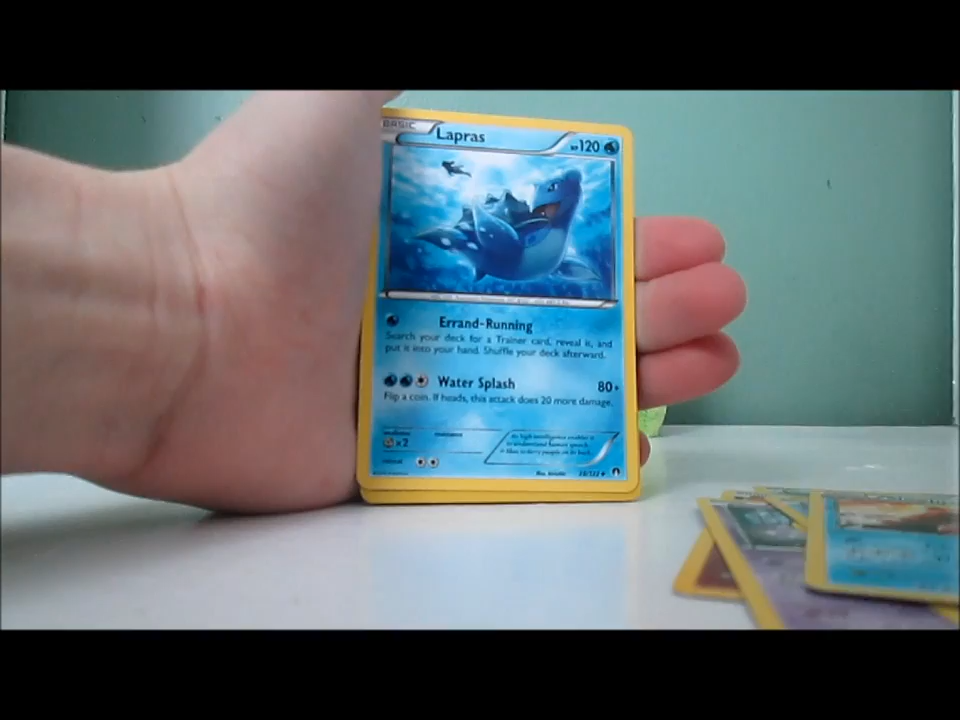 BASIC
Lapras
HP120
Errand-Running
Search your deck for a Trainer card, reveal it, and
put it into your hand. Shuffle your deck afterward.
Water Splash 80+
Flip a coin. If heads, this attack does 20 more damage.
weakness resistance
×2
retreat